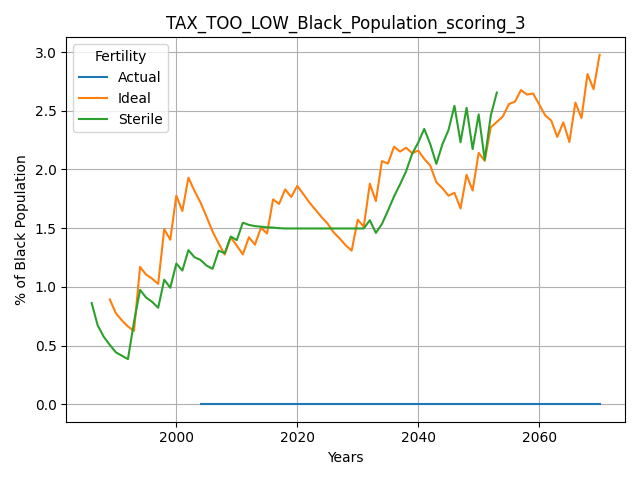 TAX_TOO_LOW_Black_Population_scoring_3
Fertility
Actual
Ideal
Sterile
% of Black Population
3.0
2.5
2.0
1.5
1.0
0.5
0.0
2000
2020
2040
2060
Years